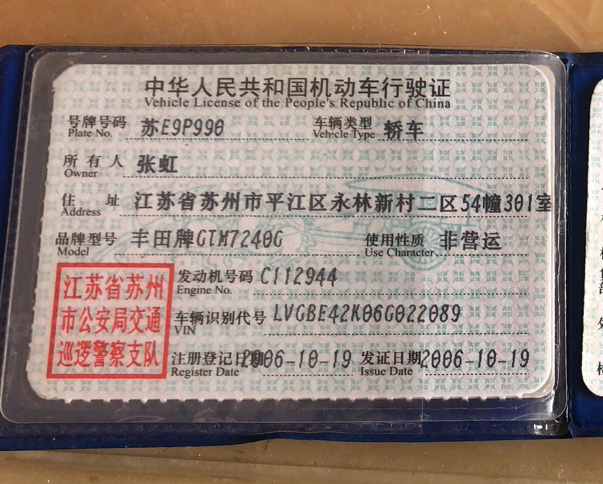 中华人民共和国机动车行驶证
Vehicle License of the People's Republic of China
号牌号码 苏E9P990 车辆类型 轿车
Plate No. Vehicle Type
所有人 张虹
Owner
住 址 江苏省苏州市平江区永林新村二区54幢301室
Address
品牌型号 丰田牌GTM7240G 使用性质 非营运
Model Use Character
发动机号码 C112944
Engine No.
车辆识别代号 LVGBE42K06G022089
VIN
注册登记日期 2006-10-19 发证日期 2006-10-19
Register Date Issue Date
江苏省苏州
市公安局交通
巡逻警察支队